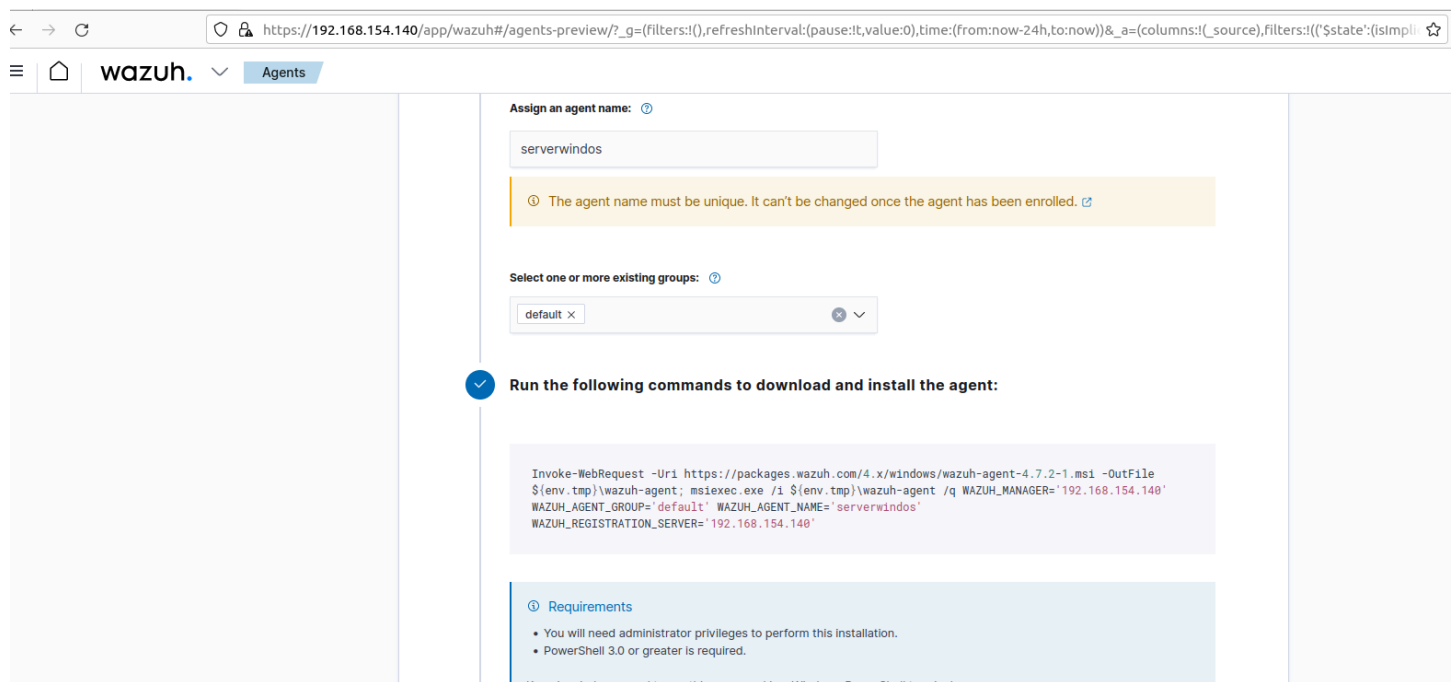 https://192.168.154.140/app/wazuh#/agents-preview/?_g=(filters:!(),refreshInterval:(pause:!t,value:0),time:(from:now-24h,to:now))&_a=(columns:!(_source),filters:!(('$state':(isImpli
wazuh. Agents
Assign an agent name:
serverwindos
The agent name must be unique. It can't be changed once the agent has been enrolled.
Select one or more existing groups:
default
Run the following commands to download and install the agent:
Invoke-WebRequest -Uri https://packages.wazuh.com/4.x/windows/wazuh-agent-4.7.2-1.msi -OutFile
${env.tmp}\wazuh-agent; msiexec.exe /i ${env.tmp}\wazuh-agent /q WAZUH_MANAGER='192.168.154.140'
WAZUH_AGENT_GROUP='default' WAZUH_AGENT_NAME='serverwindos'
WAZUH_REGISTRATION_SERVER='192.168.154.140'
Requirements
• You will need administrator privileges to perform this installation.
• PowerShell 3.0 or greater is required.